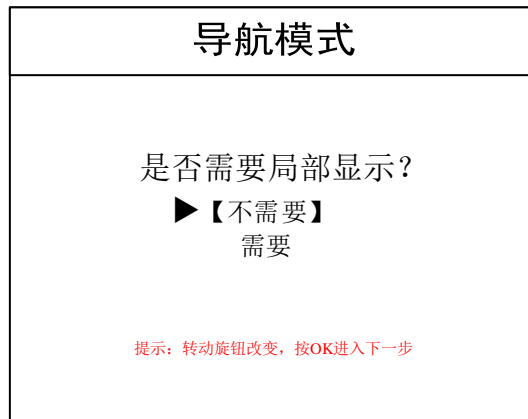 导航模式
是否需要局部显示?
▶【不需要】
需要
提示：转动旋钮改变，按OK进入下一步